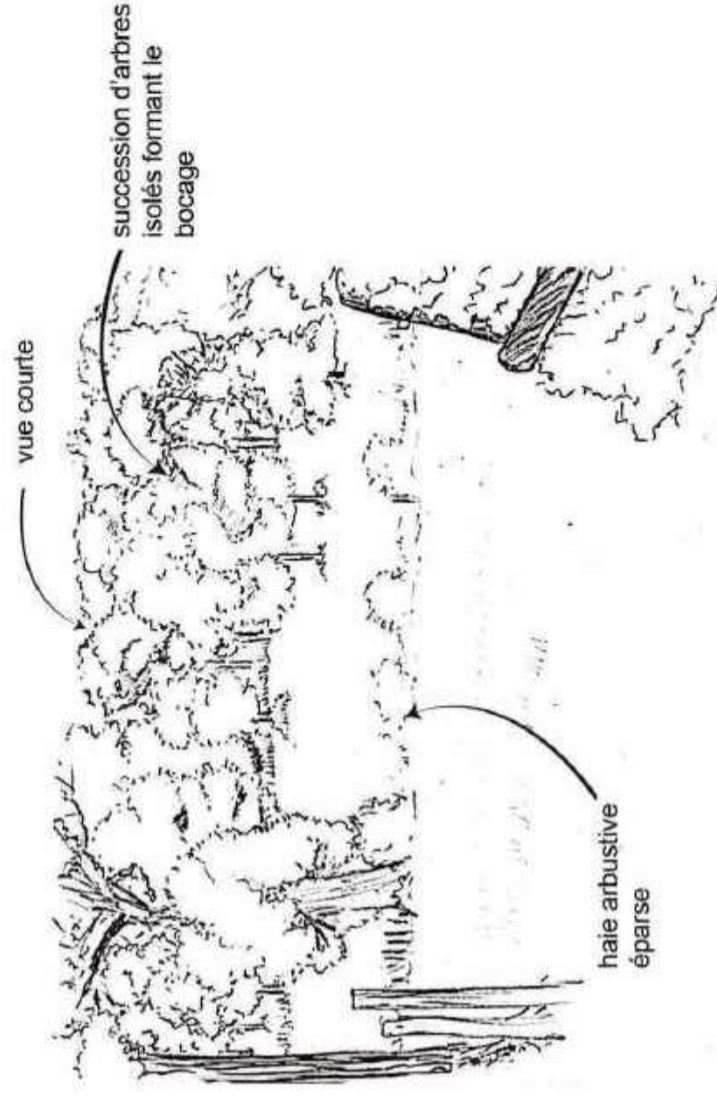 vue courte
succession d'arbres
isolés formant le
bocage
haie arbustive
éparse